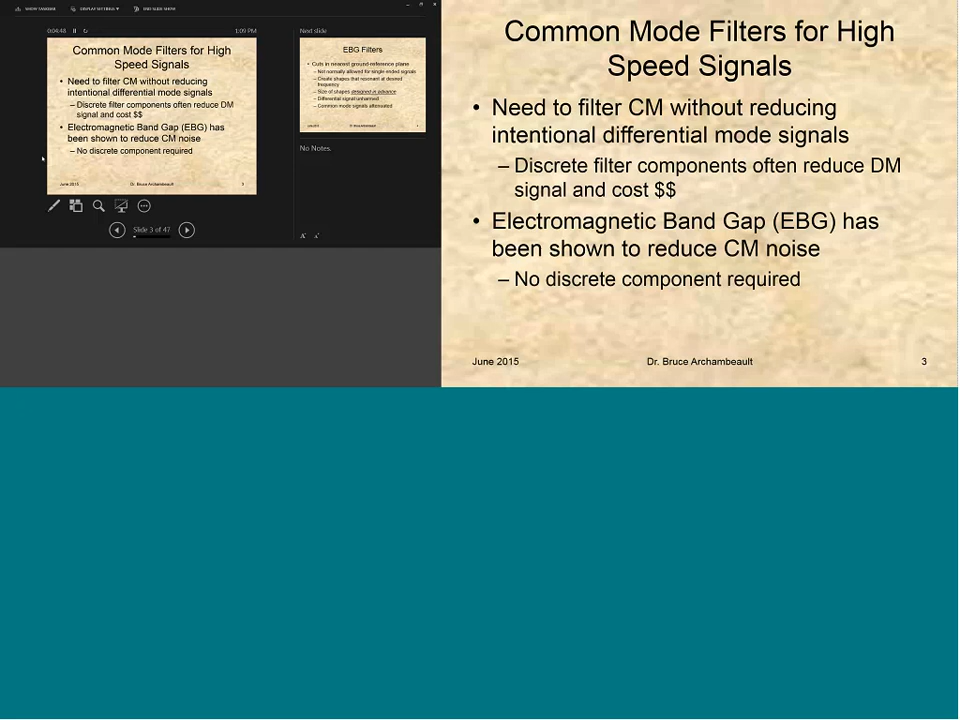 SHOW TASKBAR DISPLAY SETTINGS ▾ END SLIDE SHOW
0:04:48 1:09 PM
Common Mode Filters for High
Speed Signals
• Need to filter CM without reducing
intentional differential mode signals
– Discrete filter components often reduce DM
signal and cost $$
• Electromagnetic Band Gap (EBG) has
been shown to reduce CM noise
– No discrete component required
June 2015 Dr. Bruce Archambeault 3
Slide 3 of 47
Next slide
EBG Filters
• Cuts in nearest ground-reference plane
– Not normally allowed for single ended signals
– Create shapes that resonant at desired
frequency
– Size of shapes designed in advance
– Differential signal unharmed
– Common mode signals attenuated
No Notes.
Common Mode Filters for High
Speed Signals
• Need to filter CM without reducing
intentional differential mode signals
– Discrete filter components often reduce DM
signal and cost $$
• Electromagnetic Band Gap (EBG) has
been shown to reduce CM noise
– No discrete component required
June 2015 Dr. Bruce Archambeault 3